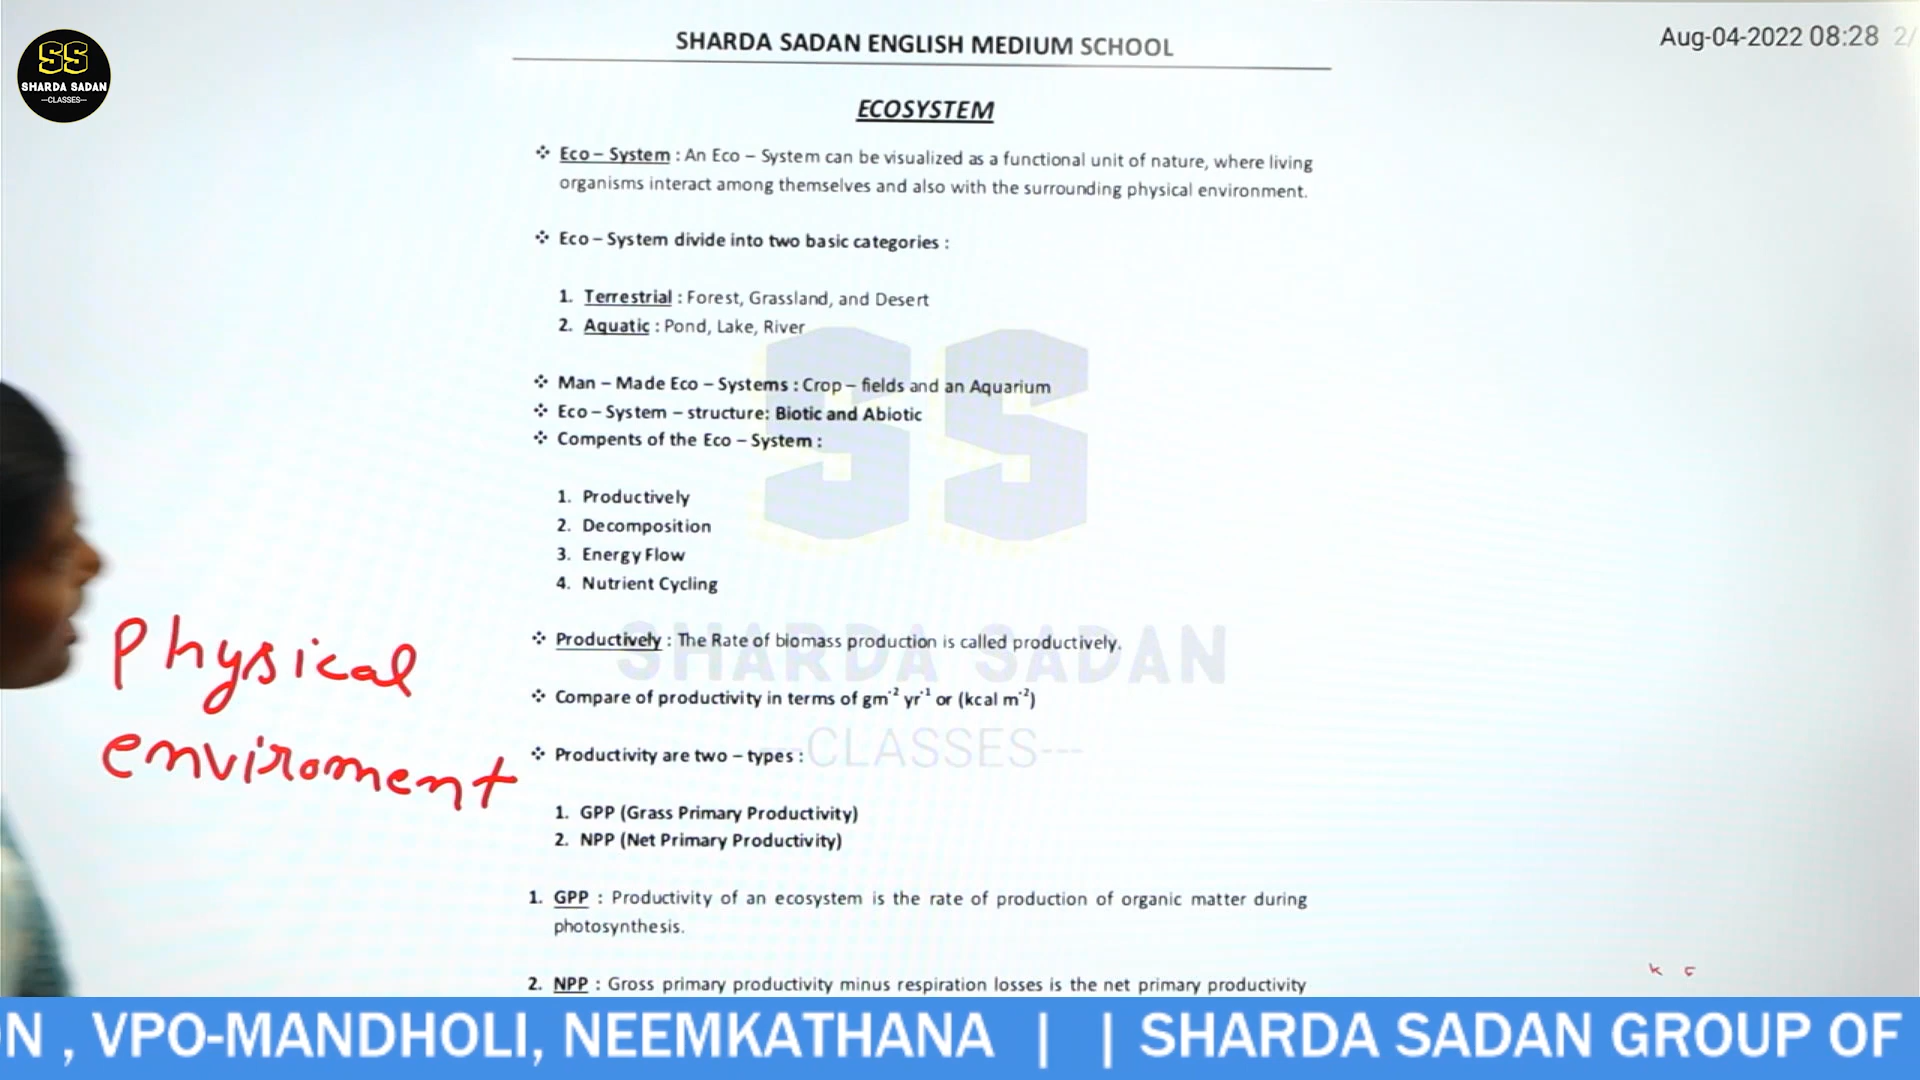 SS
SHARDA SADAN
---CLASSES---
SHARDA SADAN ENGLISH MEDIUM SCHOOL
Aug-04-2022 08:28 2/
ECOSYSTEM
❖ Eco – System : An Eco – System can be visualized as a functional unit of nature, where living
organisms interact among themselves and also with the surrounding physical environment.
❖ Eco – System divide into two basic categories :
1. Terrestrial : Forest, Grassland, and Desert
2. Aquatic : Pond, Lake, River
❖ Man – Made Eco – Systems : Crop – fields and an Aquarium
❖ Eco – System – structure: Biotic and Abiotic
❖ Compents of the Eco – System :
SS
1. Productively
2. Decomposition
3. Energy Flow
4. Nutrient Cycling
Physical
enviroment
❖ Productively : The Rate of biomass production is called productively.
SHARDA SADAN
❖ Compare of productivity in terms of gm⁻² yr⁻¹ or (kcal m⁻²)
---CLASSES---
❖ Productivity are two – types :
1. GPP (Grass Primary Productivity)
2. NPP (Net Primary Productivity)
1. GPP : Productivity of an ecosystem is the rate of production of organic matter during
photosynthesis.
2. NPP : Gross primary productivity minus respiration losses is the net primary productivity
N , VPO-MANDHOLI, NEEMKATHANA | | SHARDA SADAN GROUP OF